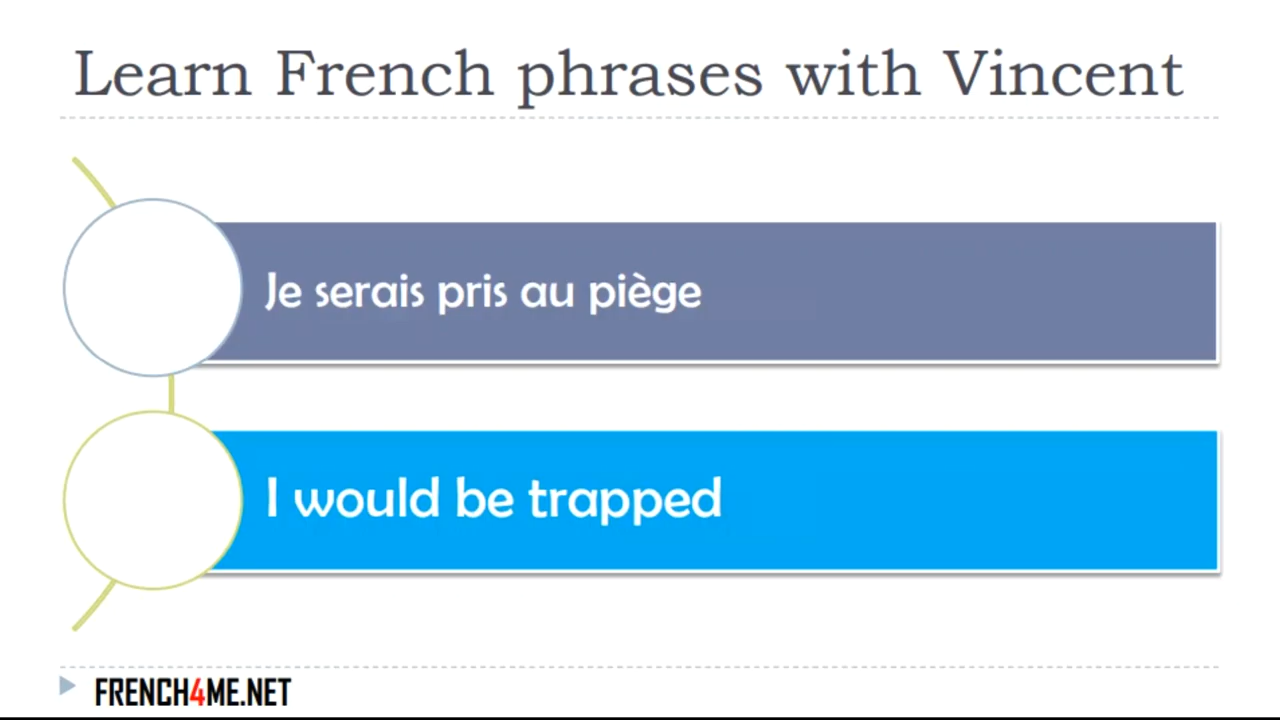 Learn French phrases with Vincent
Je serais pris au piège
I would be trapped
FRENCH4ME.NET